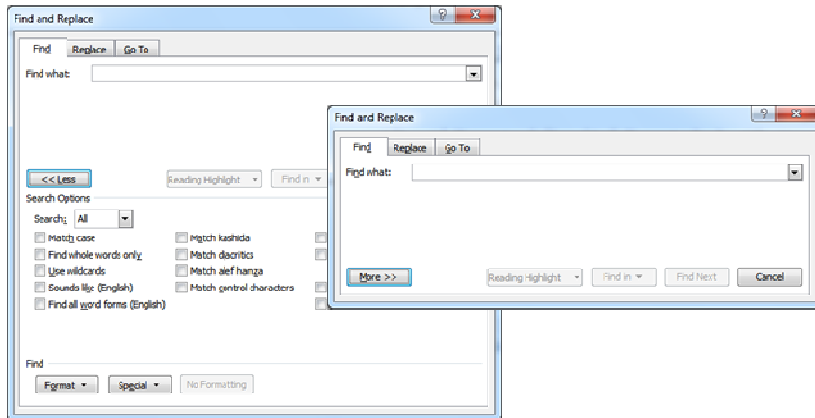 Find and Replace
Find Replace Go To
Find what:
<< Less Reading Highlight Find in
Search Options
Search: All
Match case Match kashida
Find whole words only Match diacritics
Use wildcards Match alef hamza
Sounds like (English) Match control characters
Find all word forms (English)
Find
Format Special No Formatting
Find and Replace
Find Replace Go To
Find what:
More >> Reading Highlight Find in Find Next Cancel